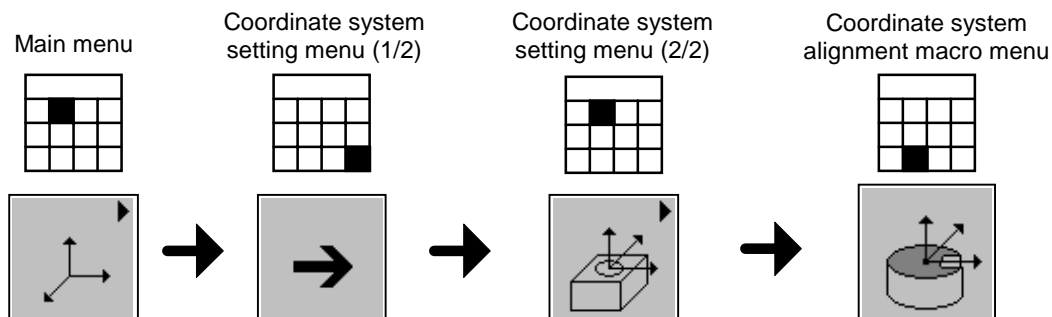 Main menu
Coordinate system
setting menu (1/2)
Coordinate system
setting menu (2/2)
Coordinate system
alignment macro menu